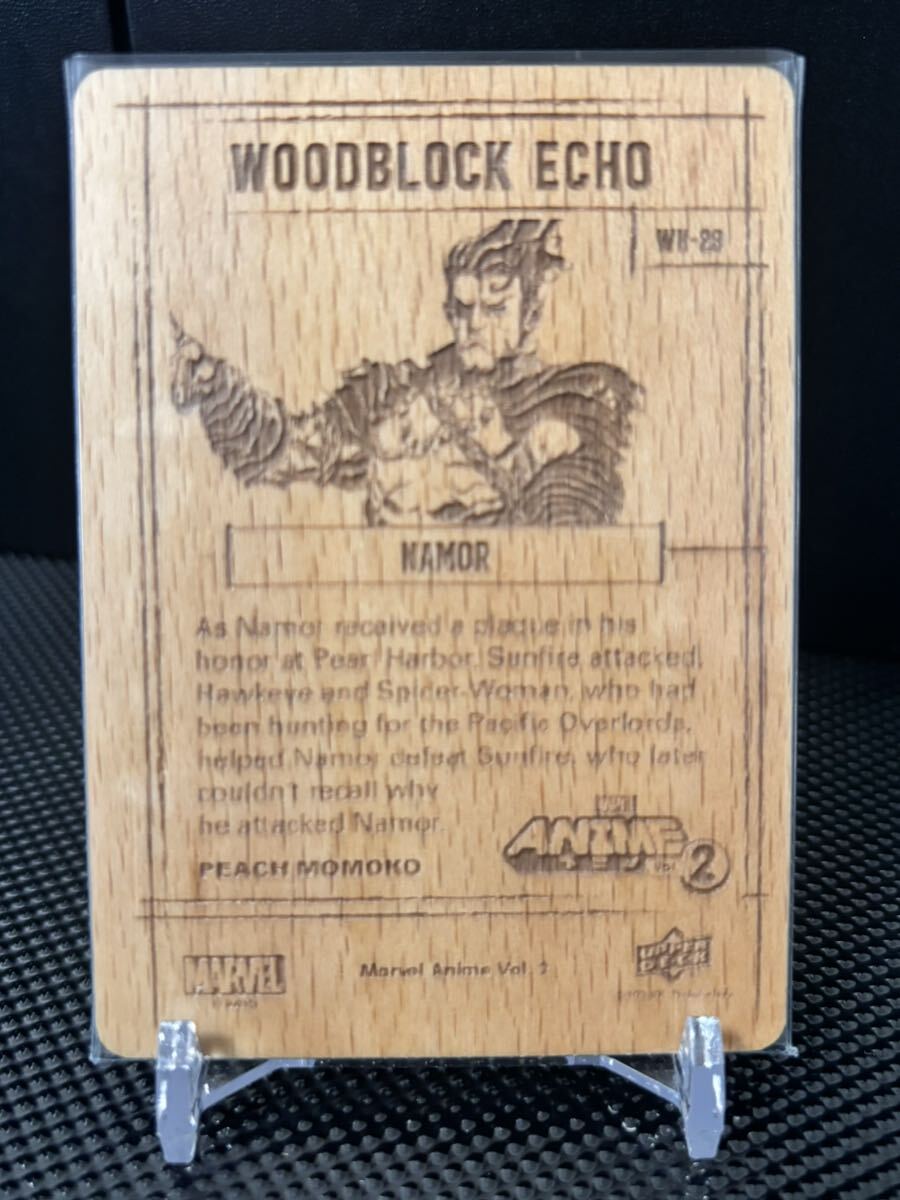 WOODBLOCK ECHO
NAMOR
As Namor received a plaque in his
honor at Pearl Harbor, Sunfire attacked.
Hawkeye and Spider-Woman, who had
been hunting for the Pacific Overlords,
helped Namor defeat Sunfire, who later
couldn't recall why
he attacked Namor.
PEACH MOMOKO
ANIME
VOL 2
MARVEL
Marvel Anime Vol. 2
UPPER
DECK